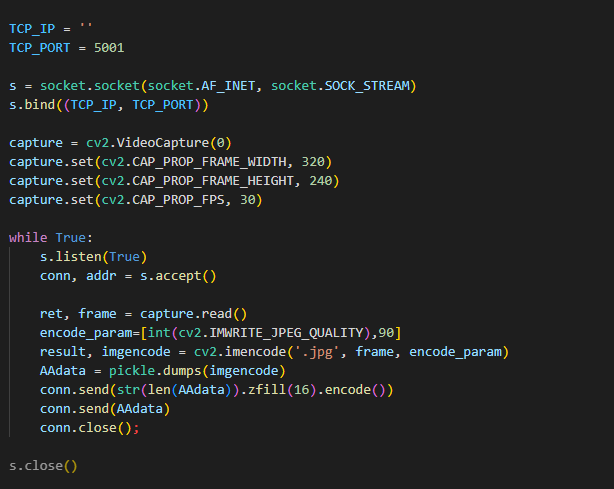 TCP_IP = ''
TCP_PORT = 5001
s = socket.socket(socket.AF_INET, socket.SOCK_STREAM)
s.bind((TCP_IP, TCP_PORT))
capture = cv2.VideoCapture(0)
capture.set(cv2.CAP_PROP_FRAME_WIDTH, 320)
capture.set(cv2.CAP_PROP_FRAME_HEIGHT, 240)
capture.set(cv2.CAP_PROP_FPS, 30)
while True:
    s.listen(True)
    conn, addr = s.accept()
    ret, frame = capture.read()
    encode_param=[int(cv2.IMWRITE_JPEG_QUALITY),90]
    result, imgencode = cv2.imencode('.jpg', frame, encode_param)
    AAdata = pickle.dumps(imgencode)
    conn.send(str(len(AAdata)).zfill(16).encode())
    conn.send(AAdata)
    conn.close();
s.close()